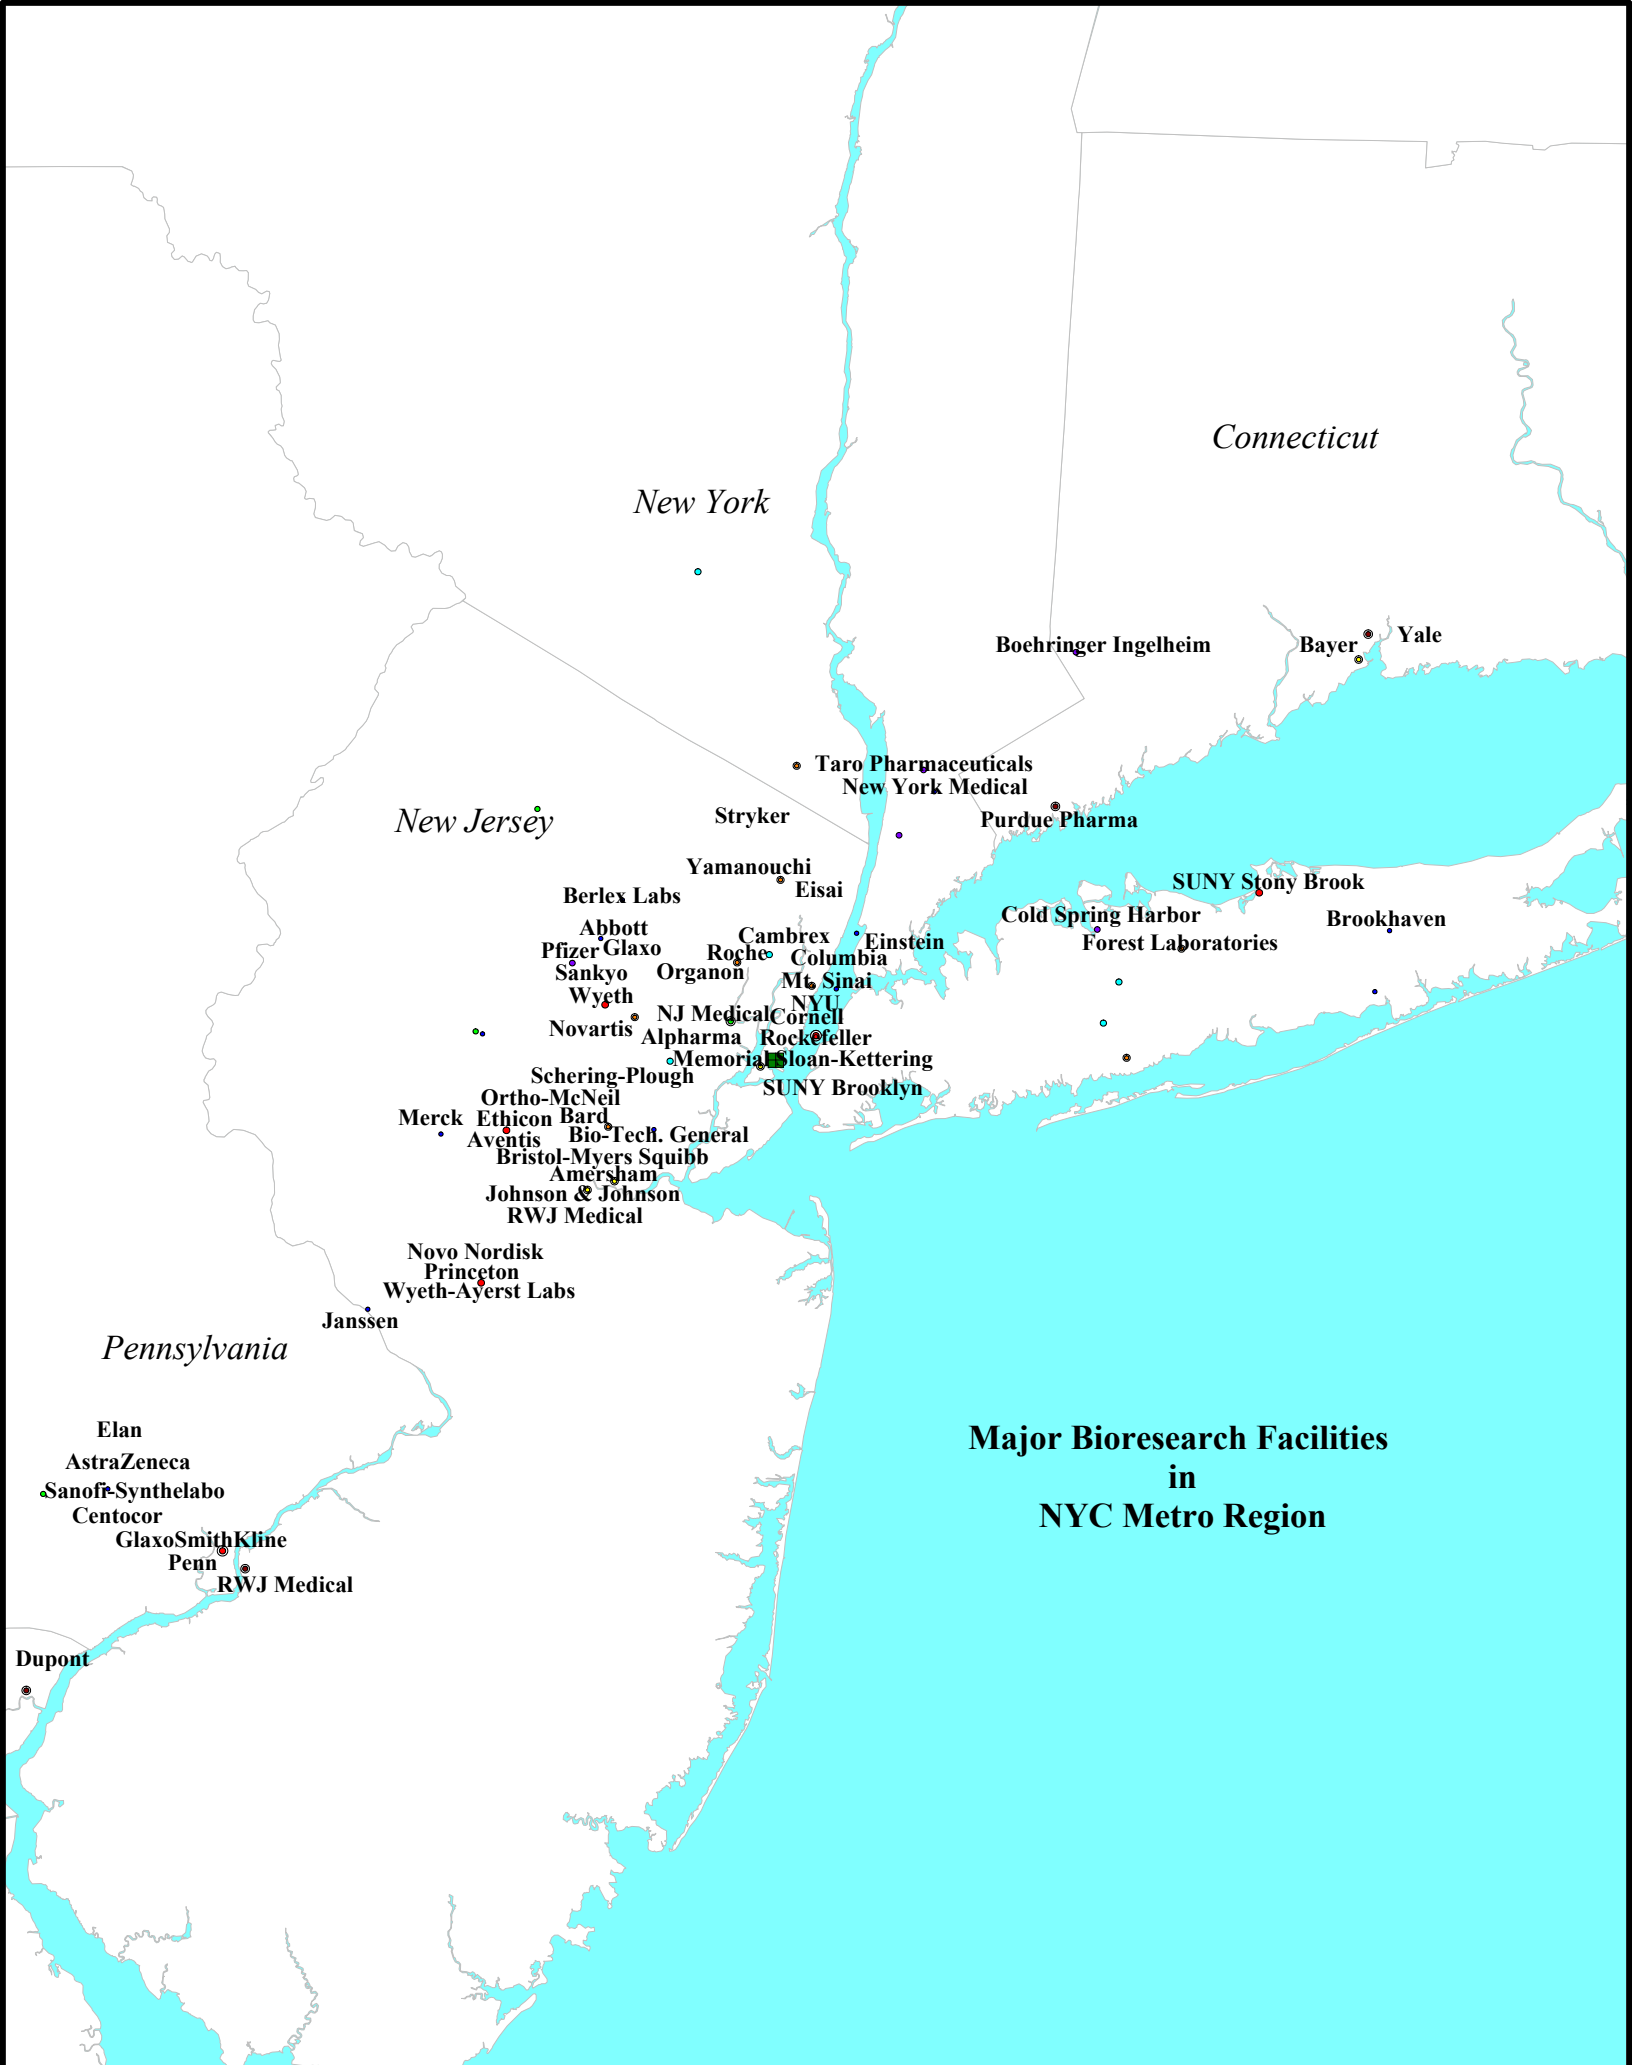 Connecticut
New York
Boehringer Ingelheim
Bayer
Yale
Taro Pharmaceuticals
New York Medical
New Jersey
Stryker
Purdue Pharma
Yamanouchi
Eisai
SUNY Stony Brook
Berlex Labs
Cold Spring Harbor
Brookhaven
Abbott
Cambrex
Einstein
Forest Laboratories
Pfizer
Glaxo
Roche
Columbia
Sankyo
Organon
Mt. Sinai
Wyeth
NYU
NJ Medical
Cornell
Novartis
Alpharma
Rockefeller
Memorial Sloan-Kettering
Schering-Plough
SUNY Brooklyn
Ortho-McNeil
Merck
Ethicon
Bard
Aventis
Bio-Tech. General
Bristol-Myers Squibb
Amersham
Johnson & Johnson
RWJ Medical
Novo Nordisk
Princeton
Wyeth-Ayerst Labs
Janssen
Pennsylvania
Elan
AstraZeneca
Sanofi-Synthelabo
Centocor
GlaxoSmithKline
Penn
RWJ Medical
Dupont
Major Bioresearch Facilities
in
NYC Metro Region